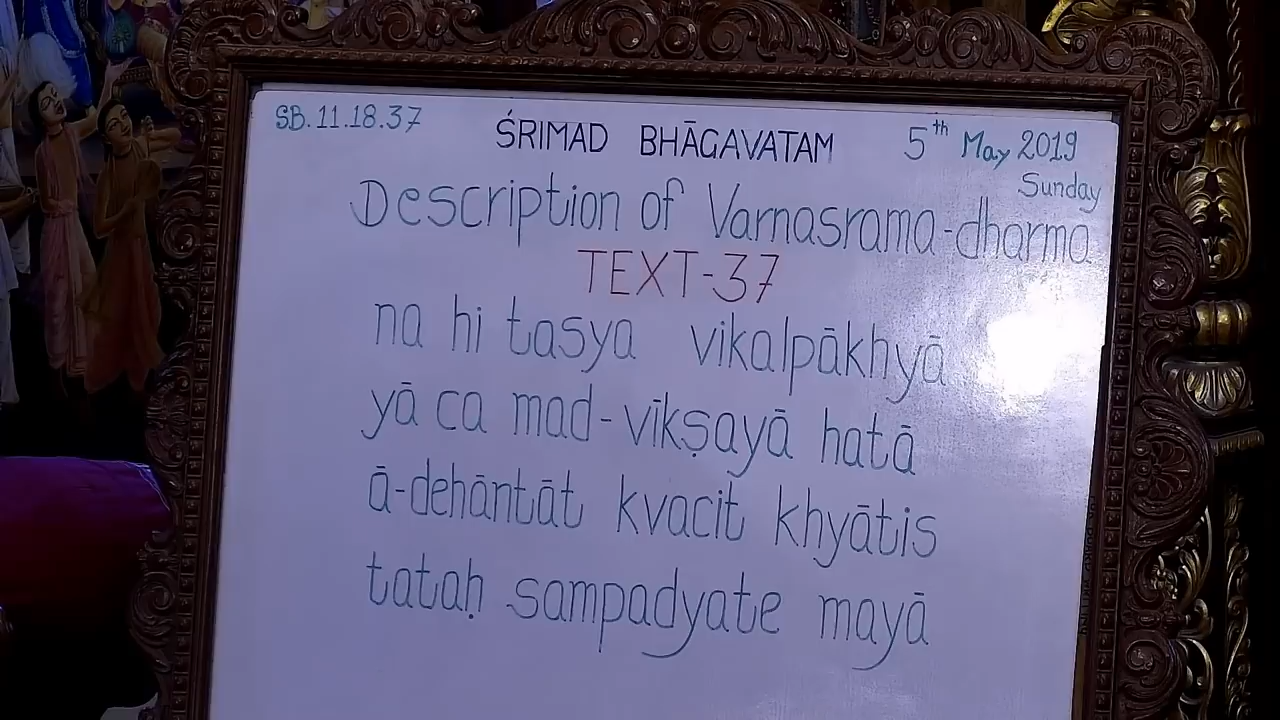 SB. 11.18.37 ŚRIMAD BHĀGAVATAM 5th May 2019
Sunday
Description of Varnasrama-dharma
TEXT-37
na hi tasya vikalpākhyā
yā ca mad-vīkṣayā hatā
ā-dehāntāt kvacit khyātis
tataḥ sampadyate mayā